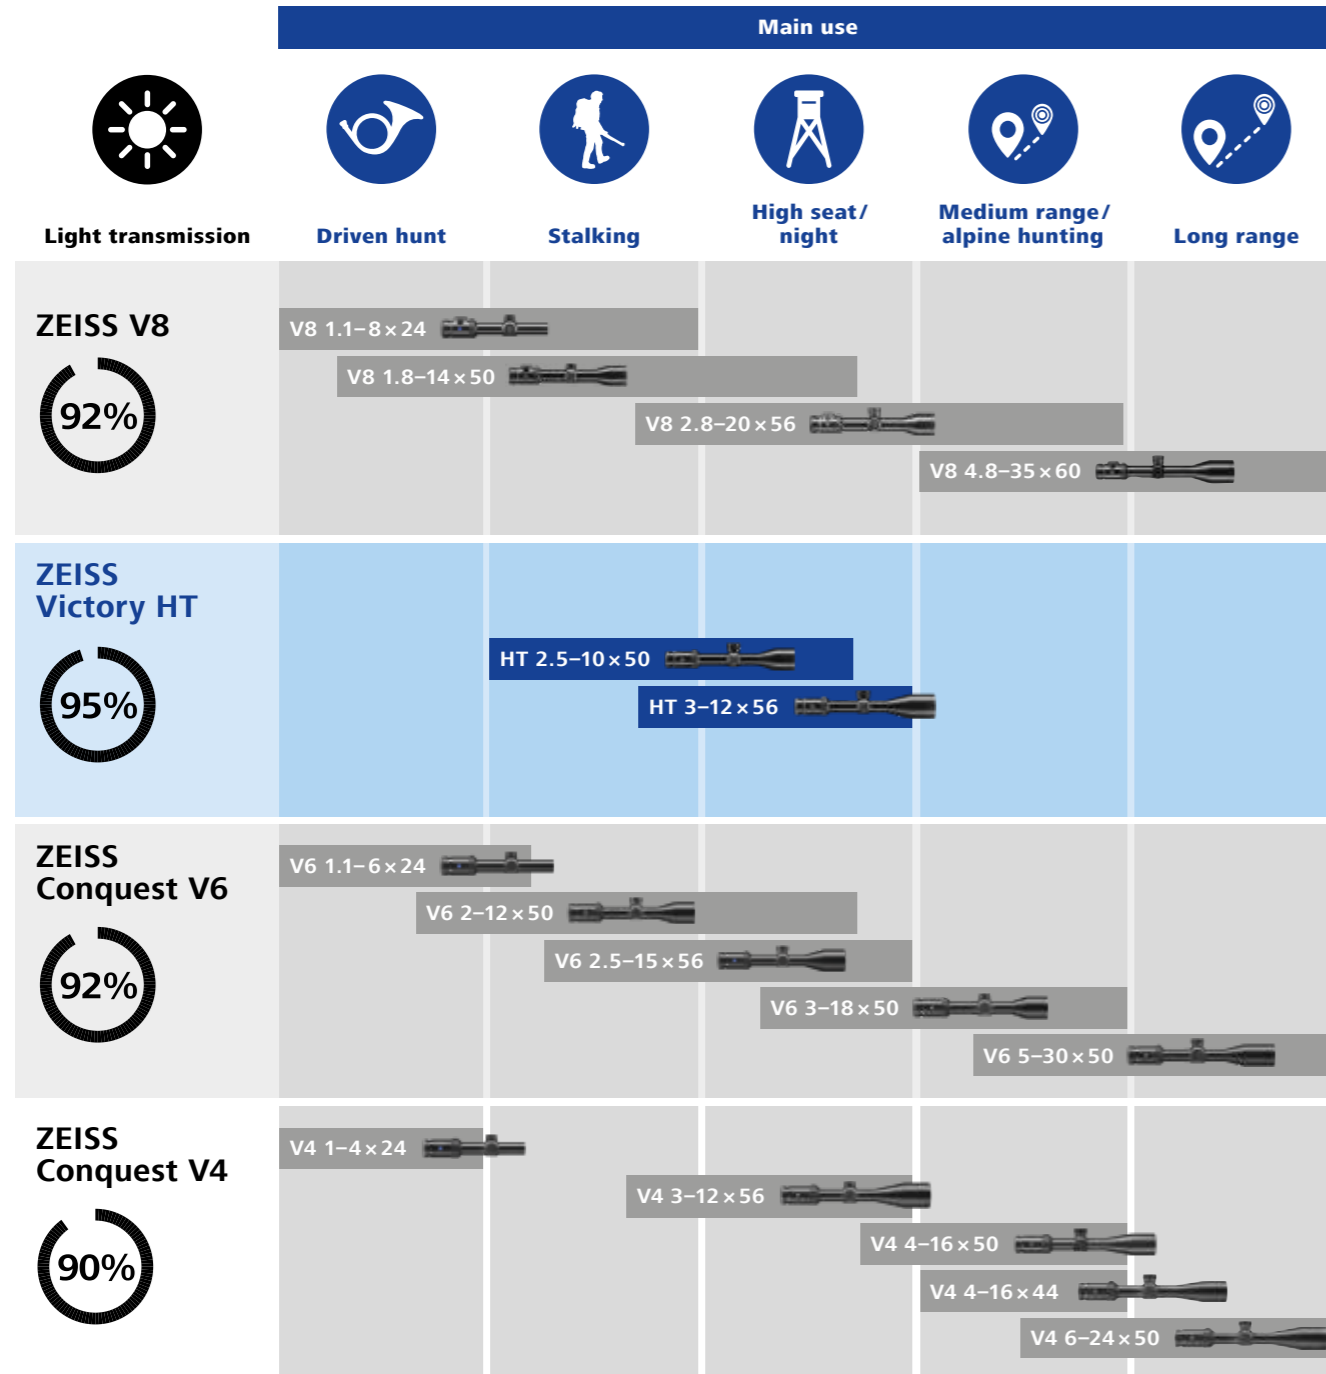 Main use
Light transmission
Driven hunt
Stalking
High seat/
night
Medium range/
alpine hunting
Long range
ZEISS V8
92%
V8 1.1–8×24
V8 1.8–14×50
V8 2.8–20×56
V8 4.8–35×60
ZEISS
Victory HT
95%
HT 2.5–10×50
HT 3–12×56
ZEISS
Conquest V6
92%
V6 1.1–6×24
V6 2–12×50
V6 2.5–15×56
V6 3–18×50
V6 5–30×50
ZEISS
Conquest V4
90%
V4 1–4×24
V4 3–12×56
V4 4–16×50
V4 4–16×44
V4 6–24×50